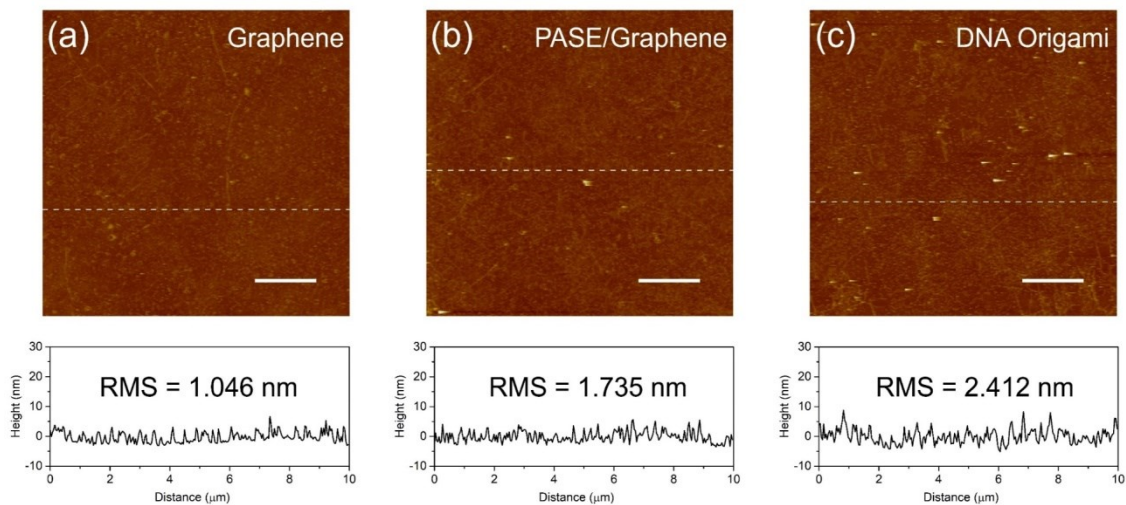 (a) Graphene
(b) PASE/Graphene
(c) DNA Origami
30
20
10
0
-10
Height (nm)
RMS = 1.046 nm
0 2 4 6 8 10
Distance (μm)
30
20
10
0
-10
Height (nm)
RMS = 1.735 nm
0 2 4 6 8 10
Distance (μm)
30
20
10
0
-10
Height (nm)
RMS = 2.412 nm
0 2 4 6 8 10
Distance (μm)